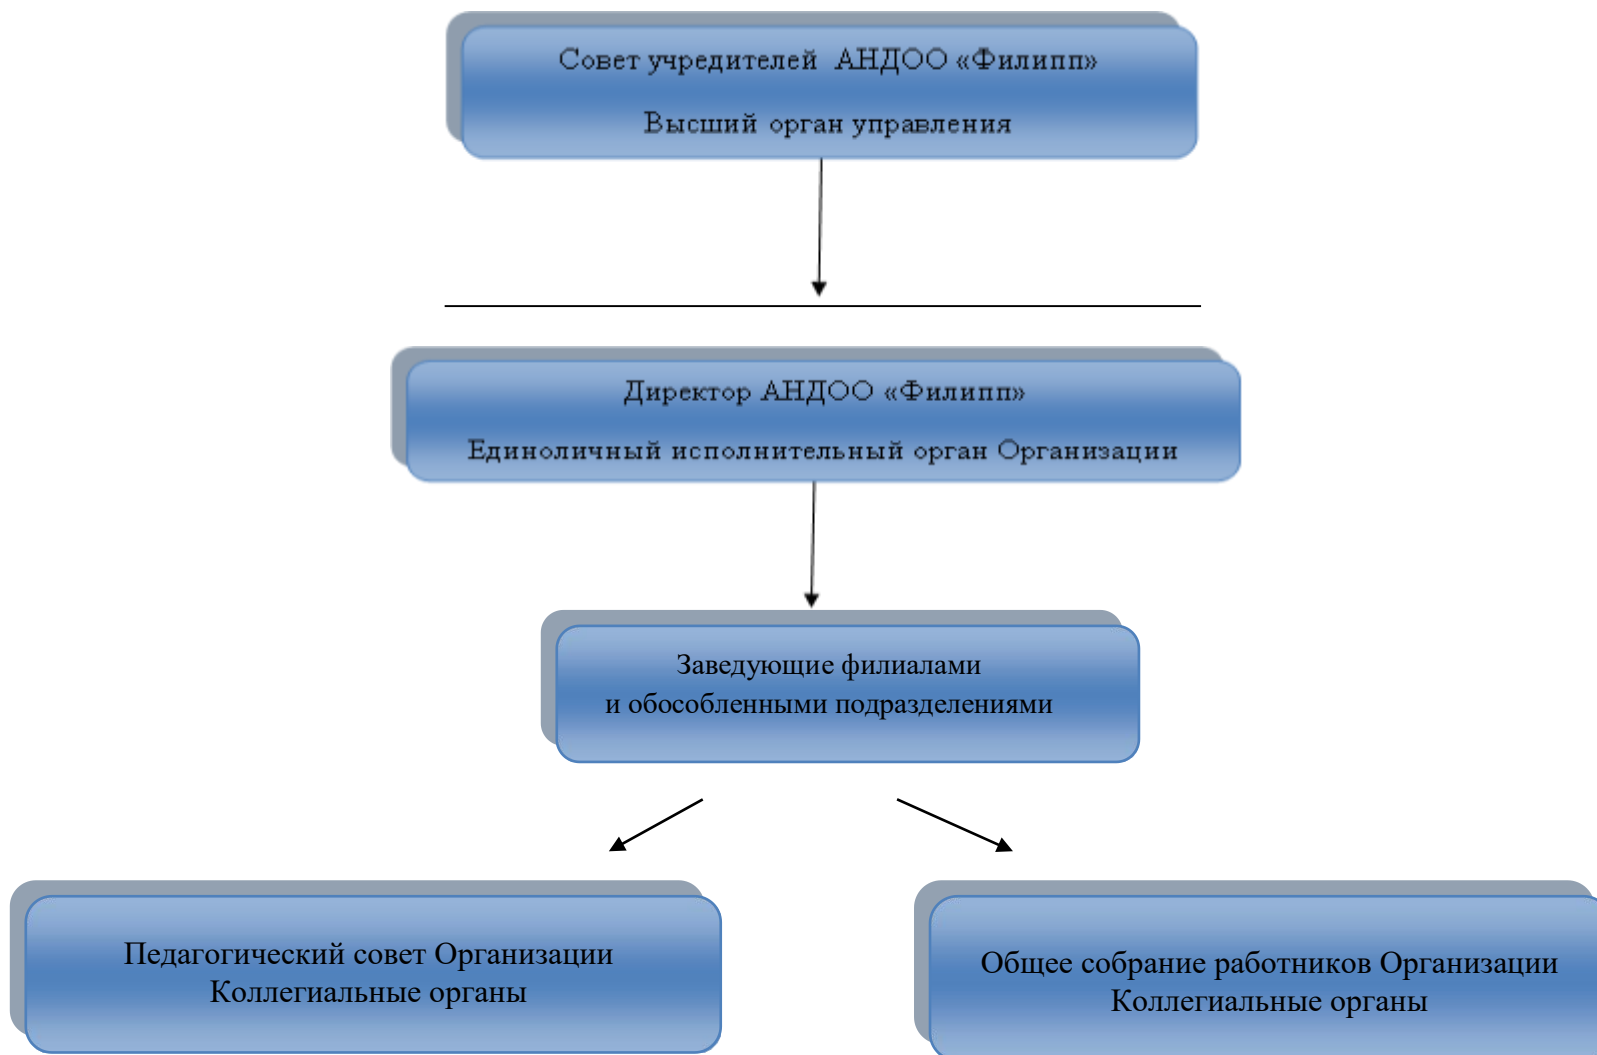 Совет учредителей АНДОО «Филипп»
Высший орган управления
Директор АНДОО «Филипп»
Единоличный исполнительный орган Организации
Заведующие филиалами
и обособленными подразделениями
Педагогический совет Организации
Коллегиальные органы
Общее собрание работников Организации
Коллегиальные органы